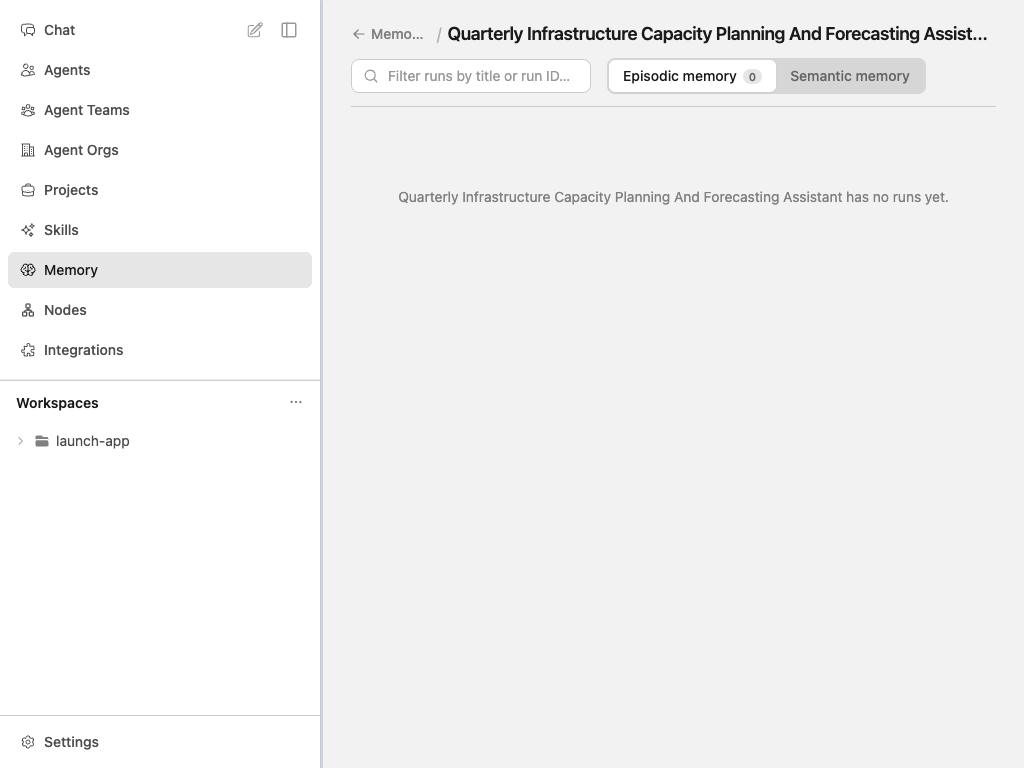 Chat
Agents
Agent Teams
Agent Orgs
Projects
Skills
Memory
Nodes
Integrations
Workspaces
launch-app
Settings
Memo... / Quarterly Infrastructure Capacity Planning And Forecasting Assist...
Filter runs by title or run ID...
Episodic memory 0
Semantic memory
Quarterly Infrastructure Capacity Planning And Forecasting Assistant has no runs yet.